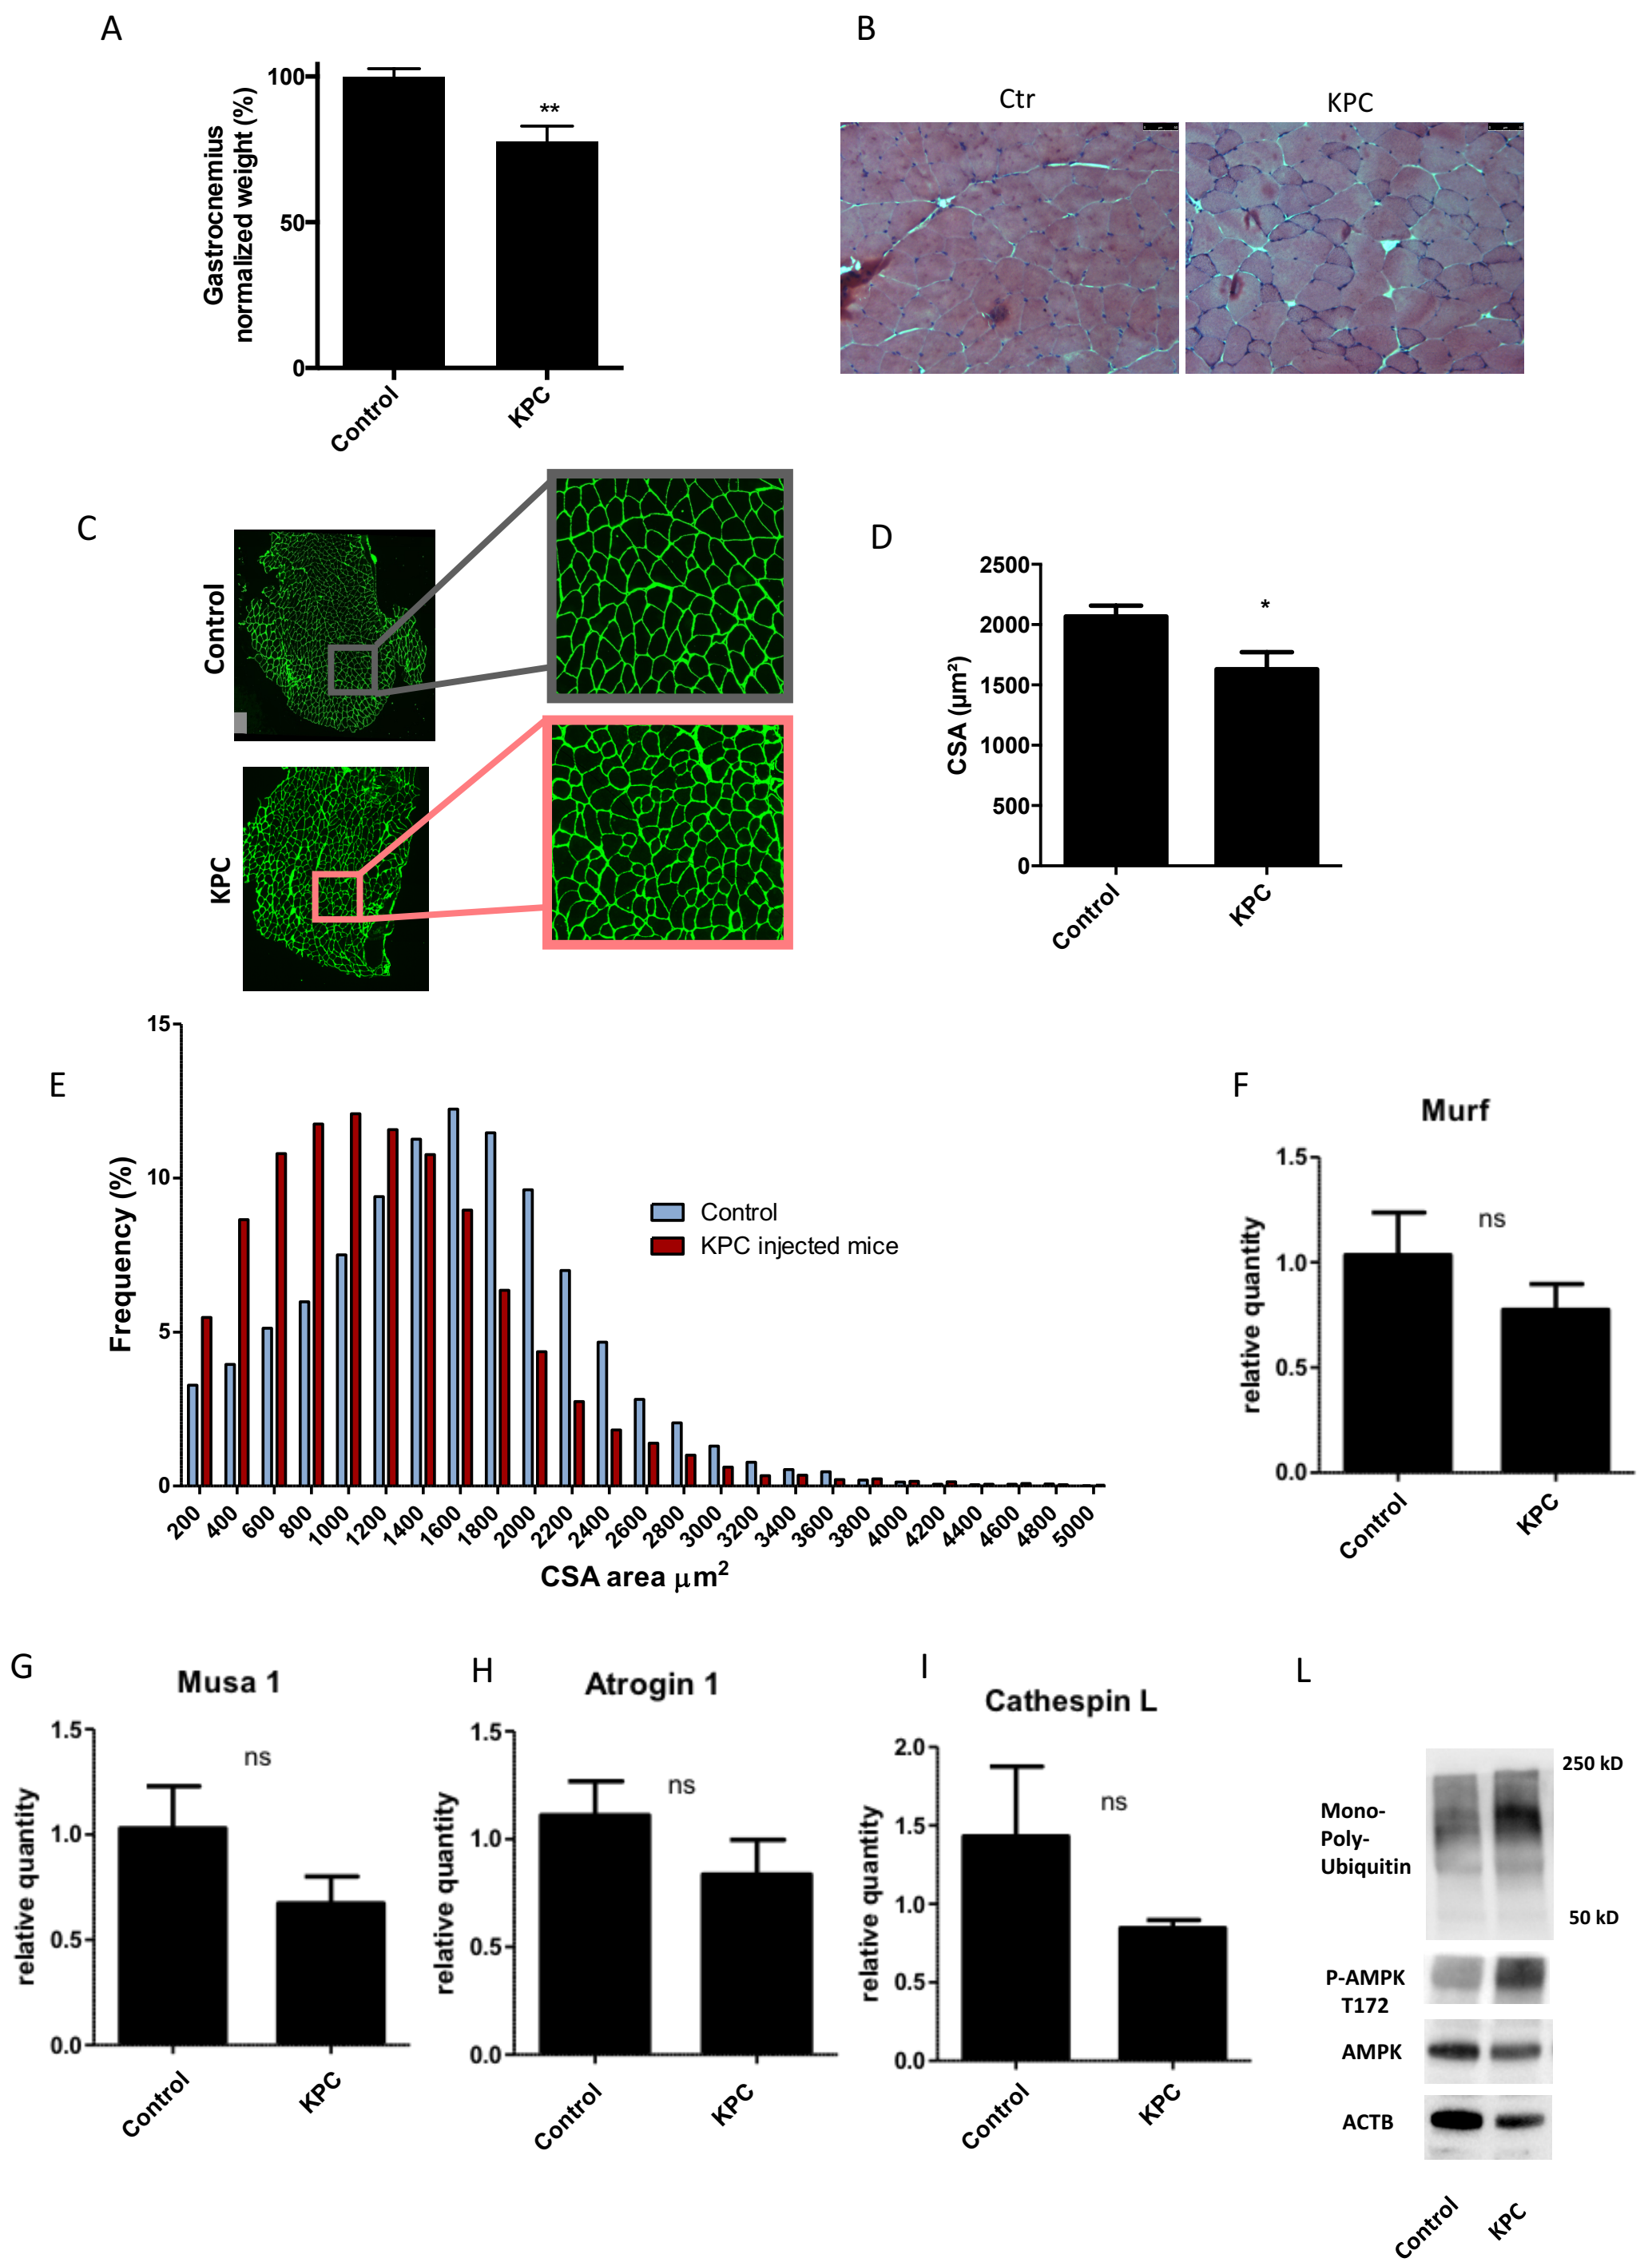 A
Gastrocnemius
normalized weight (%)
100
50
0
**
Control
KPC
B
Ctr
KPC
C
Control
KPC
D
CSA (μm²)
2500
2000
1500
1000
500
0
*
Control
KPC
E
Frequency (%)
15
10
5
0
Control
KPC injected mice
200
400
600
800
1000
1200
1400
1600
1800
2000
2200
2400
2600
2800
3000
3200
3400
3600
3800
4000
4200
4400
4600
4800
5000
CSA area μm²
F
Murf
relative quantity
1.5
1.0
0.5
0.0
ns
Control
KPC
G
Musa 1
relative quantity
1.5
1.0
0.5
0.0
ns
Control
KPC
H
Atrogin 1
relative quantity
1.5
1.0
0.5
0.0
ns
Control
KPC
I
Cathespin L
relative quantity
2.0
1.5
1.0
0.5
0.0
ns
Control
KPC
L
250 kD
Mono-
Poly-
Ubiquitin
50 kD
P-AMPK
T172
AMPK
ACTB
Control
KPC